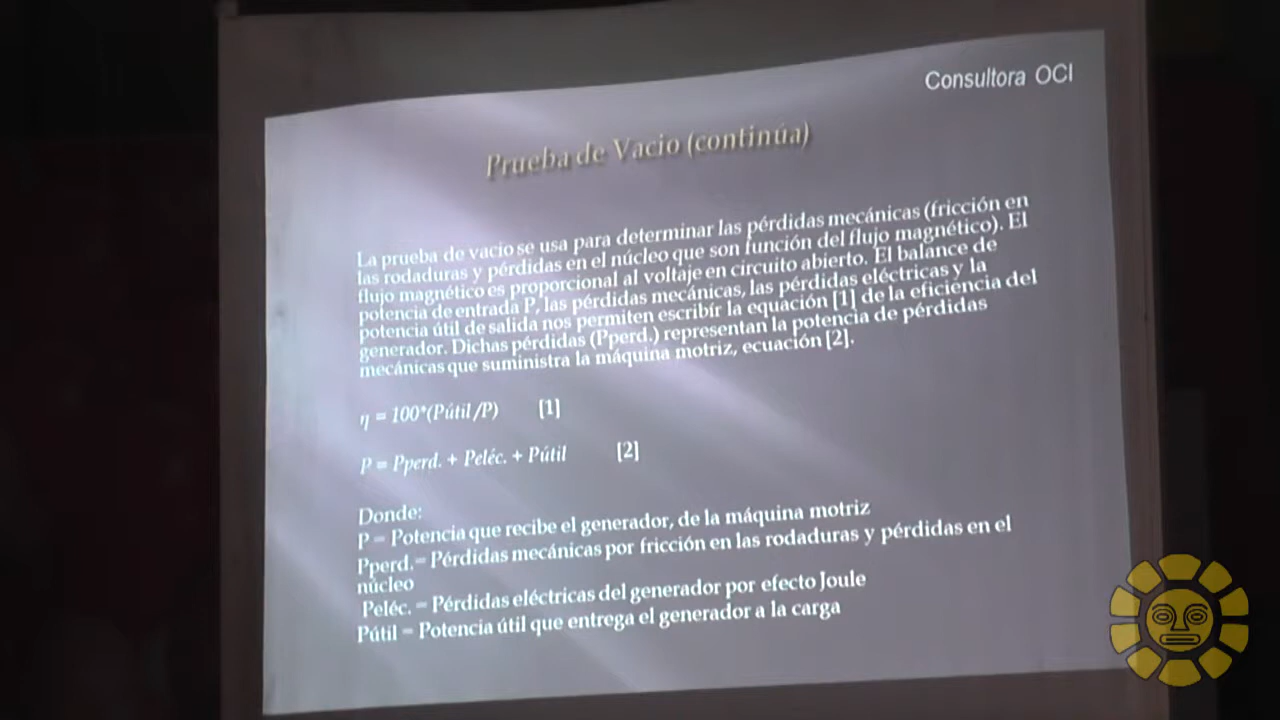 Consultora OCI
Prueba de Vacio (continúa)
La prueba de vacio se usa para determinar las pérdidas mecánicas (fricción en
las rodaduras y pérdidas en el núcleo que son función del flujo magnético). El
flujo magnético es proporcional al voltaje en circuito abierto. El balance de
potencia de entrada P, las pérdidas mecánicas, las pérdidas eléctricas y la
potencia útil de salida nos permiten escribir la equación [1] de la eficiencia del
generador. Dichas pérdidas (Pperd.) representan la potencia de pérdidas
mecánicas que suministra la máquina motriz, ecuación [2].
η = 100*(Pútil /P) [1]
P = Pperd. + Peléc. + Pútil [2]
Donde:
P = Potencia que recibe el generador, de la máquina motriz
Pperd.= Pérdidas mecánicas por fricción en las rodaduras y pérdidas en el
núcleo
Peléc. = Pérdidas eléctricas del generador por efecto Joule
Pútil = Potencia útil que entrega el generador a la carga